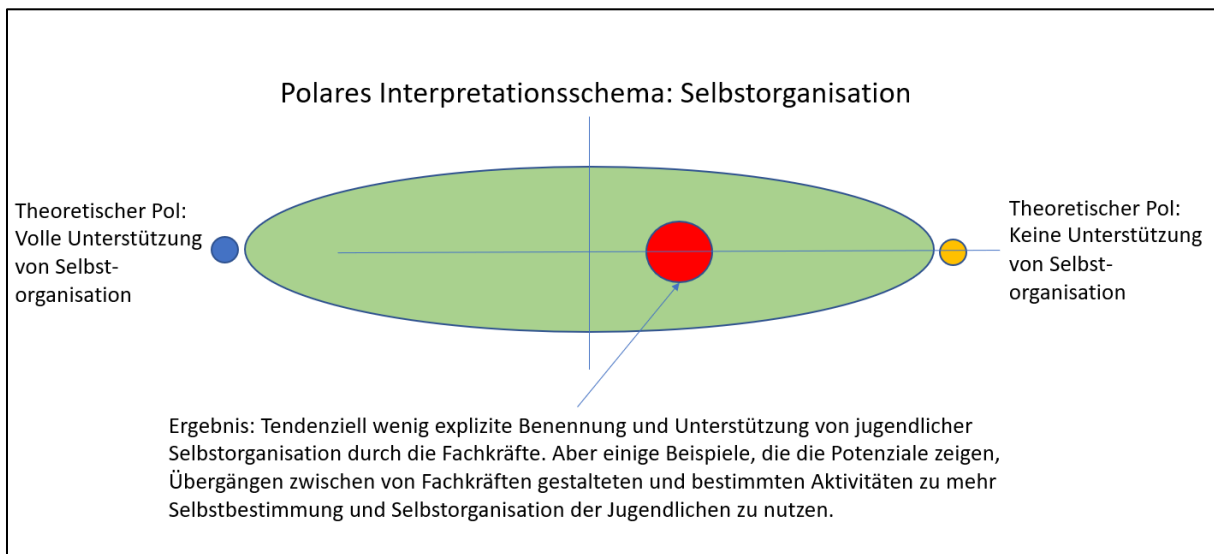 Polares Interpretationsschema: Selbstorganisation
Theoretischer Pol:
Volle Unterstützung
von Selbst-
organisation
Theoretischer Pol:
Keine Unterstützung
von Selbst-
organisation
Ergebnis: Tendenziell wenig explizite Benennung und Unterstützung von jugendlicher
Selbstorganisation durch die Fachkräfte. Aber einige Beispiele, die die Potenziale zeigen,
Übergängen zwischen von Fachkräften gestalteten und bestimmten Aktivitäten zu mehr
Selbstbestimmung und Selbstorganisation der Jugendlichen zu nutzen.